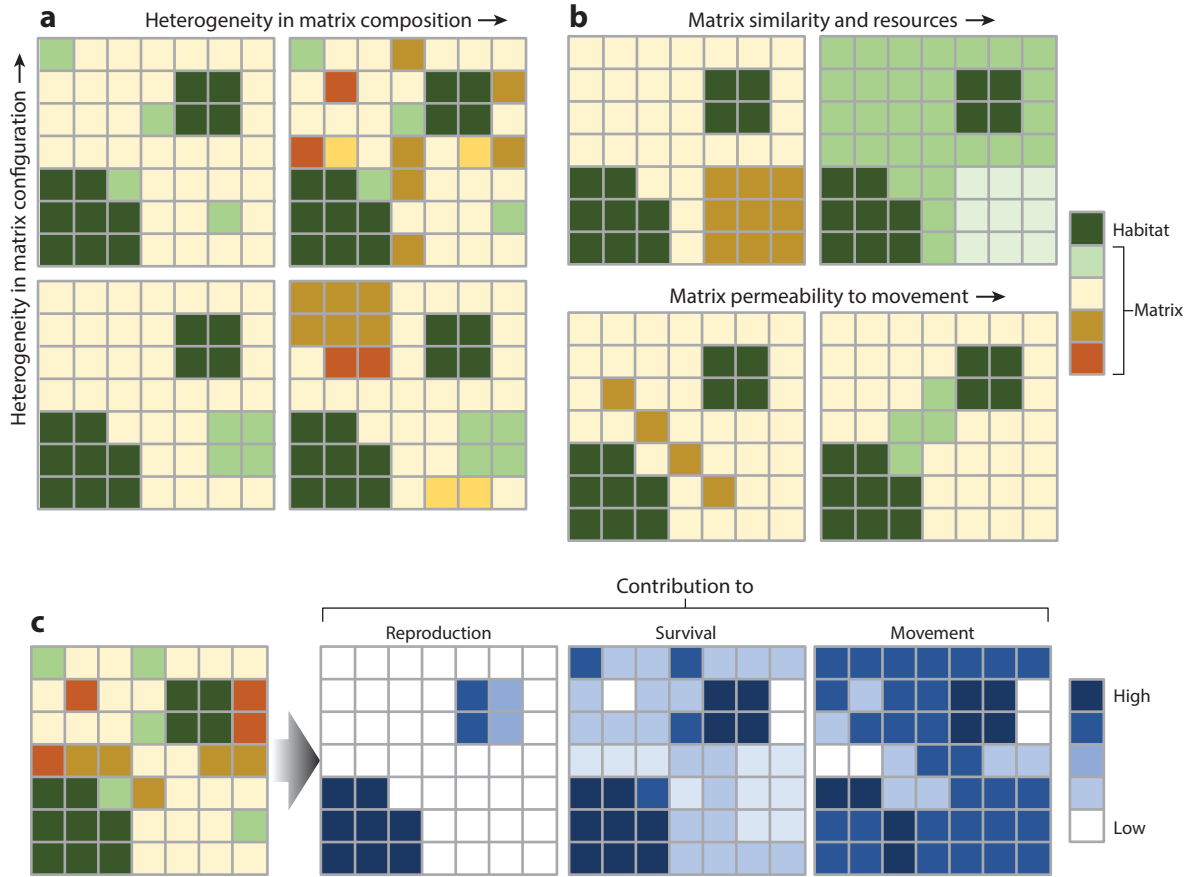 a
Heterogeneity in matrix composition
Heterogeneity in matrix configuration
b
Matrix similarity and resources
Matrix permeability to movement
Habitat
Matrix
c
Contribution to
Reproduction
Survival
Movement
High
Low